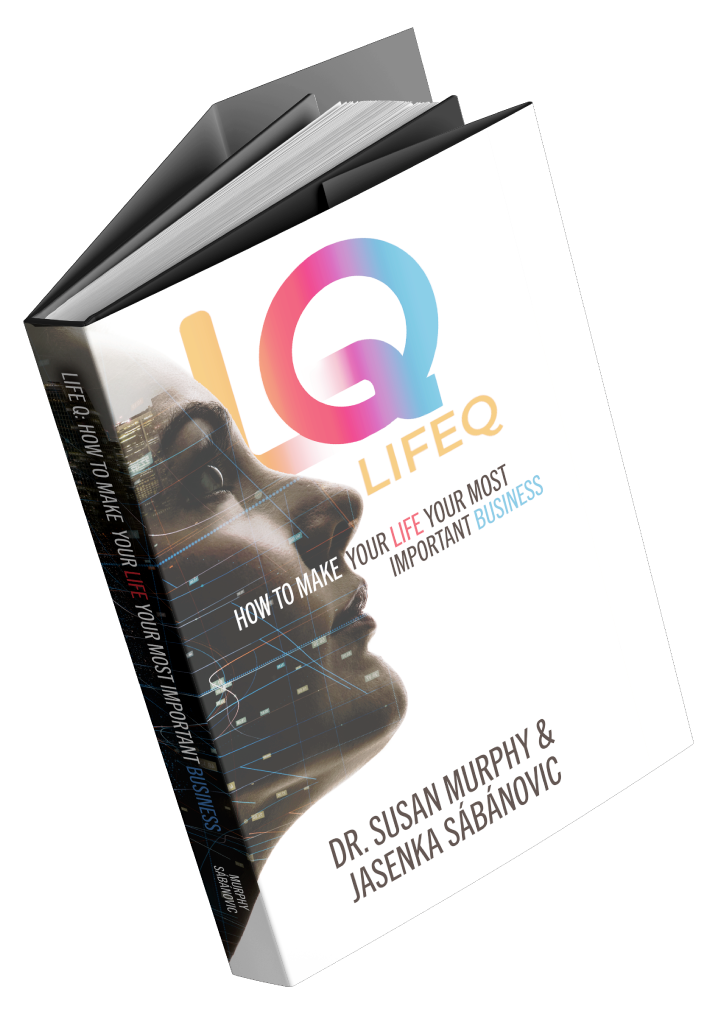 LQ
LIFEQ
HOW TO MAKE YOUR LIFE YOUR MOST
IMPORTANT BUSINESS
DR. SUSAN MURPHY &
JASENKA SÁBÁNOVIC
LIFE Q: HOW TO MAKE YOUR LIFE YOUR MOST IMPORTANT BUSINESS
MURPHY
SÁBÁNOVIC